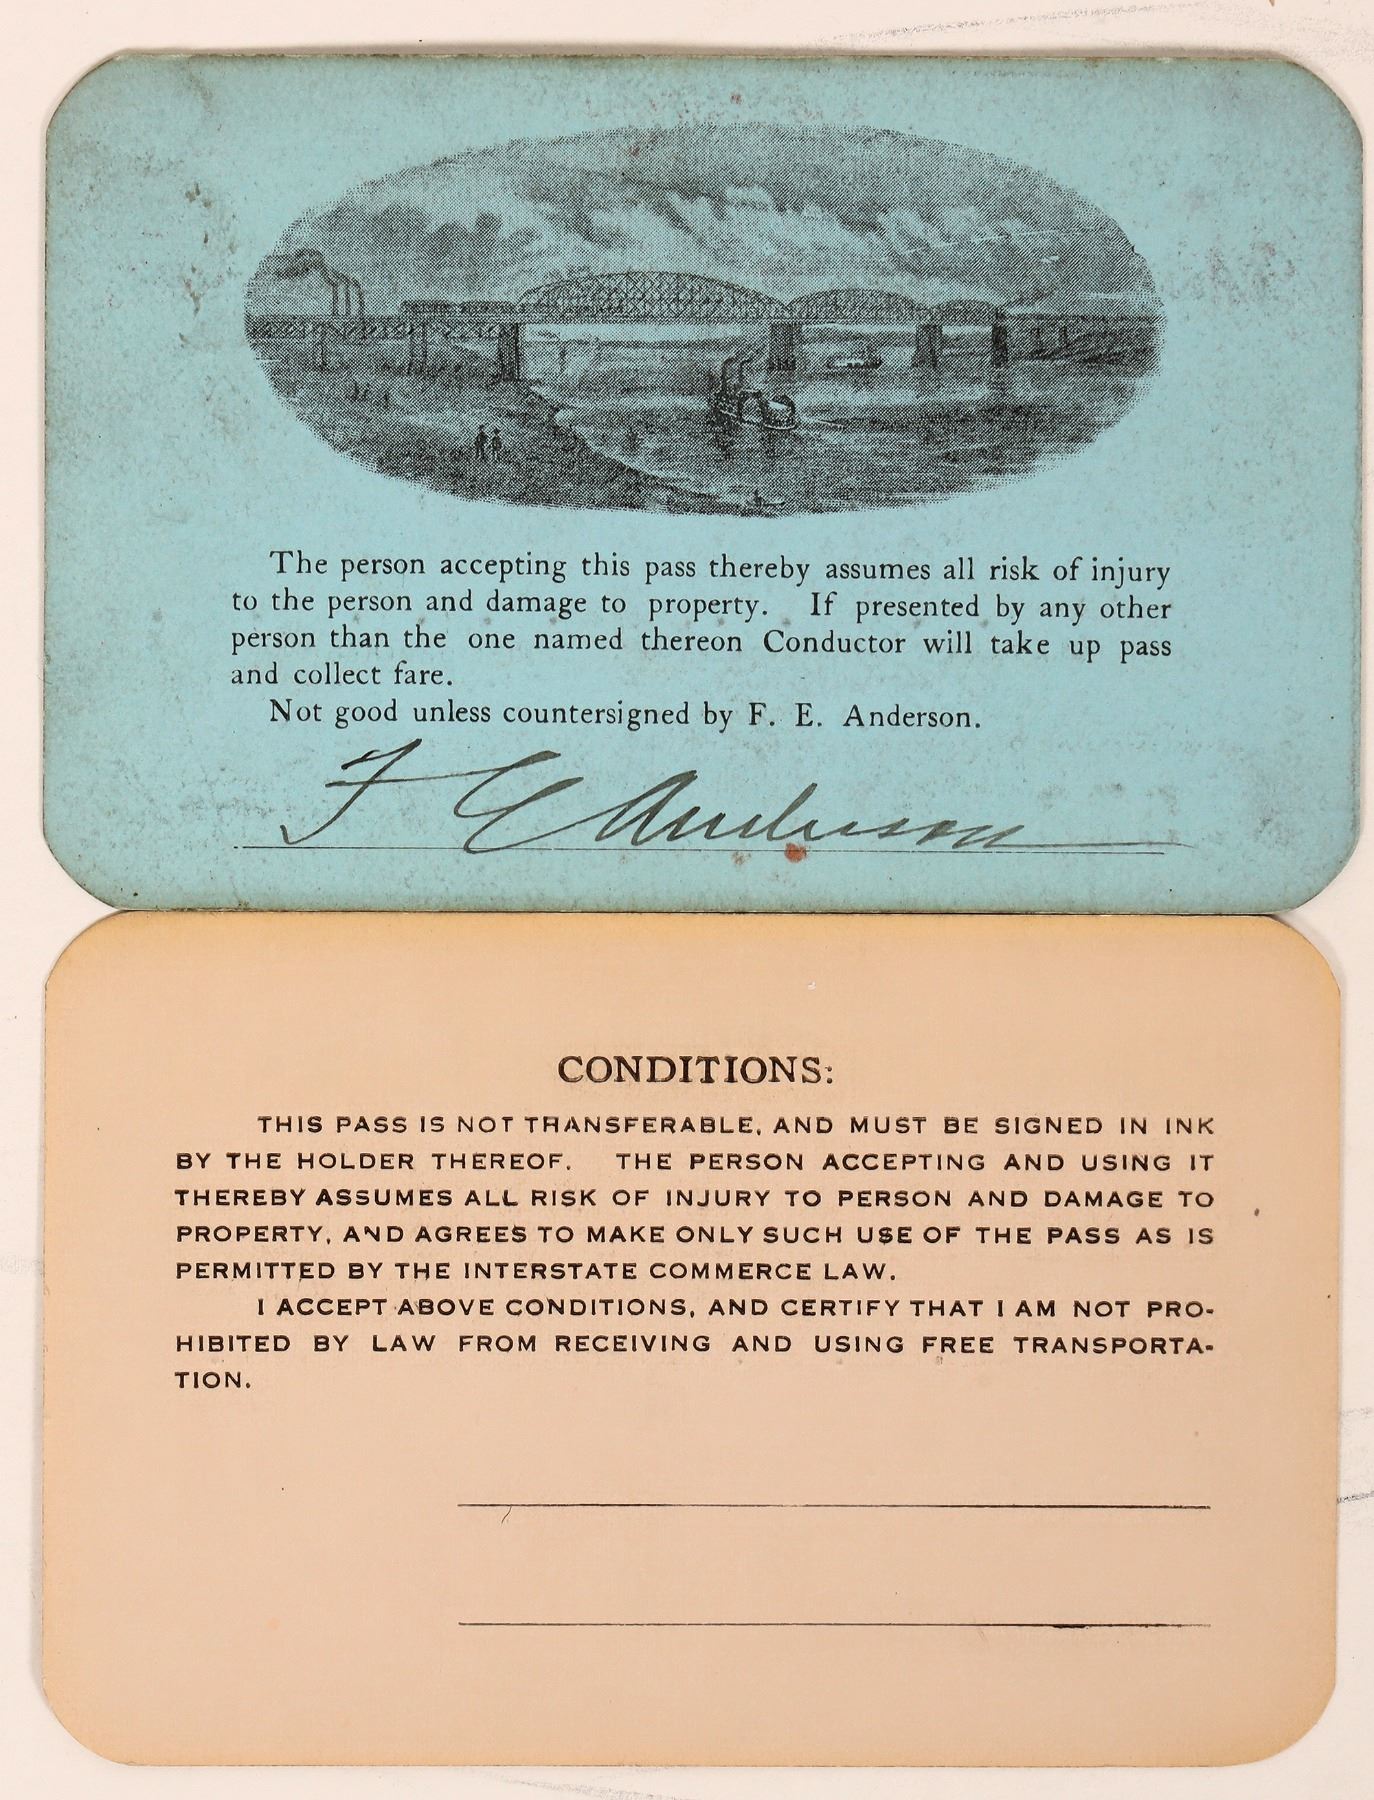 The person accepting this pass thereby assumes all risk of injury
to the person and damage to property. If presented by any other
person than the one named thereon Conductor will take up pass
and collect fare.
Not good unless countersigned by F. E. Anderson.
F E Anderson
CONDITIONS:
THIS PASS IS NOT TRANSFERABLE, AND MUST BE SIGNED IN INK
BY THE HOLDER THEREOF. THE PERSON ACCEPTING AND USING IT
THEREBY ASSUMES ALL RISK OF INJURY TO PERSON AND DAMAGE TO
PROPERTY, AND AGREES TO MAKE ONLY SUCH USE OF THE PASS AS IS
PERMITTED BY THE INTERSTATE COMMERCE LAW.
I ACCEPT ABOVE CONDITIONS, AND CERTIFY THAT I AM NOT PRO-
HIBITED BY LAW FROM RECEIVING AND USING FREE TRANSPORTA-
TION.